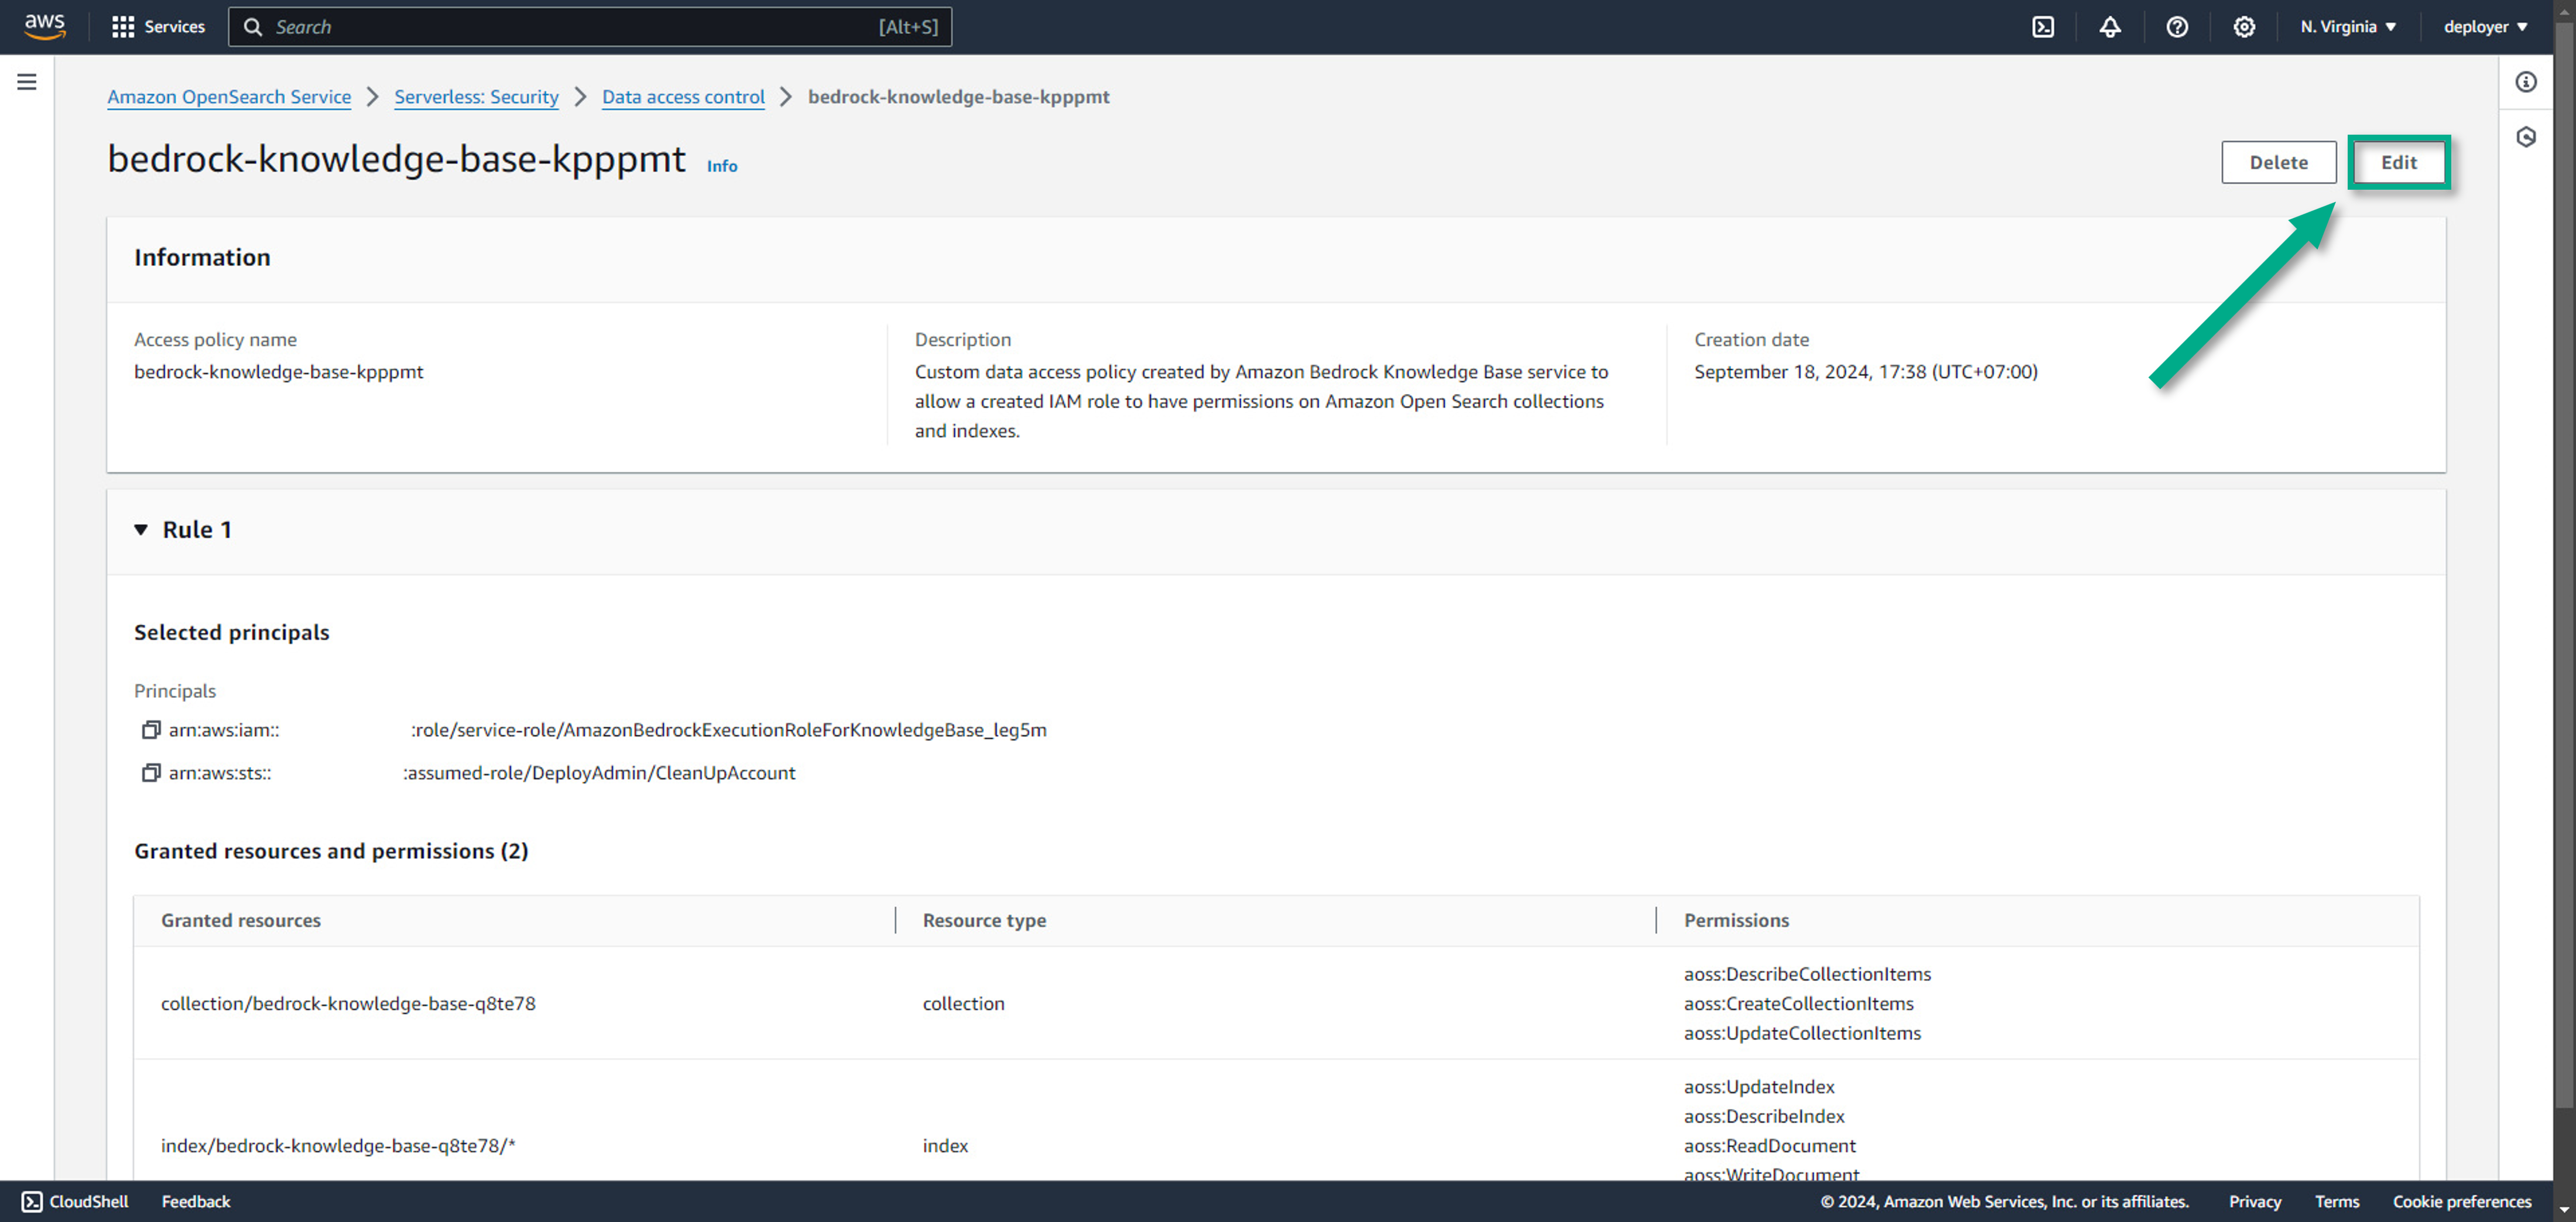 aws Services Search [Alt+S] N. Virginia ▼ deployer ▼
Amazon OpenSearch Service > Serverless: Security > Data access control > bedrock-knowledge-base-kpppmt
bedrock-knowledge-base-kpppmt Info Delete Edit
Information
Access policy name Description Creation date
bedrock-knowledge-base-kpppmt Custom data access policy created by Amazon Bedrock Knowledge Base service to September 18, 2024, 17:38 (UTC+07:00)
allow a created IAM role to have permissions on Amazon Open Search collections
and indexes.
▼ Rule 1
Selected principals
Principals
arn:aws:iam:: :role/service-role/AmazonBedrockExecutionRoleForKnowledgeBase_leg5m
arn:aws:sts:: :assumed-role/DeployAdmin/CleanUpAccount
Granted resources and permissions (2)
Granted resources Resource type Permissions
aoss:DescribeCollectionItems
collection/bedrock-knowledge-base-q8te78 collection aoss:CreateCollectionItems
aoss:UpdateCollectionItems
aoss:UpdateIndex
aoss:DescribeIndex
index/bedrock-knowledge-base-q8te78/* index aoss:ReadDocument
aoss:WriteDocument
CloudShell Feedback © 2024, Amazon Web Services, Inc. or its affiliates. Privacy Terms Cookie preferences